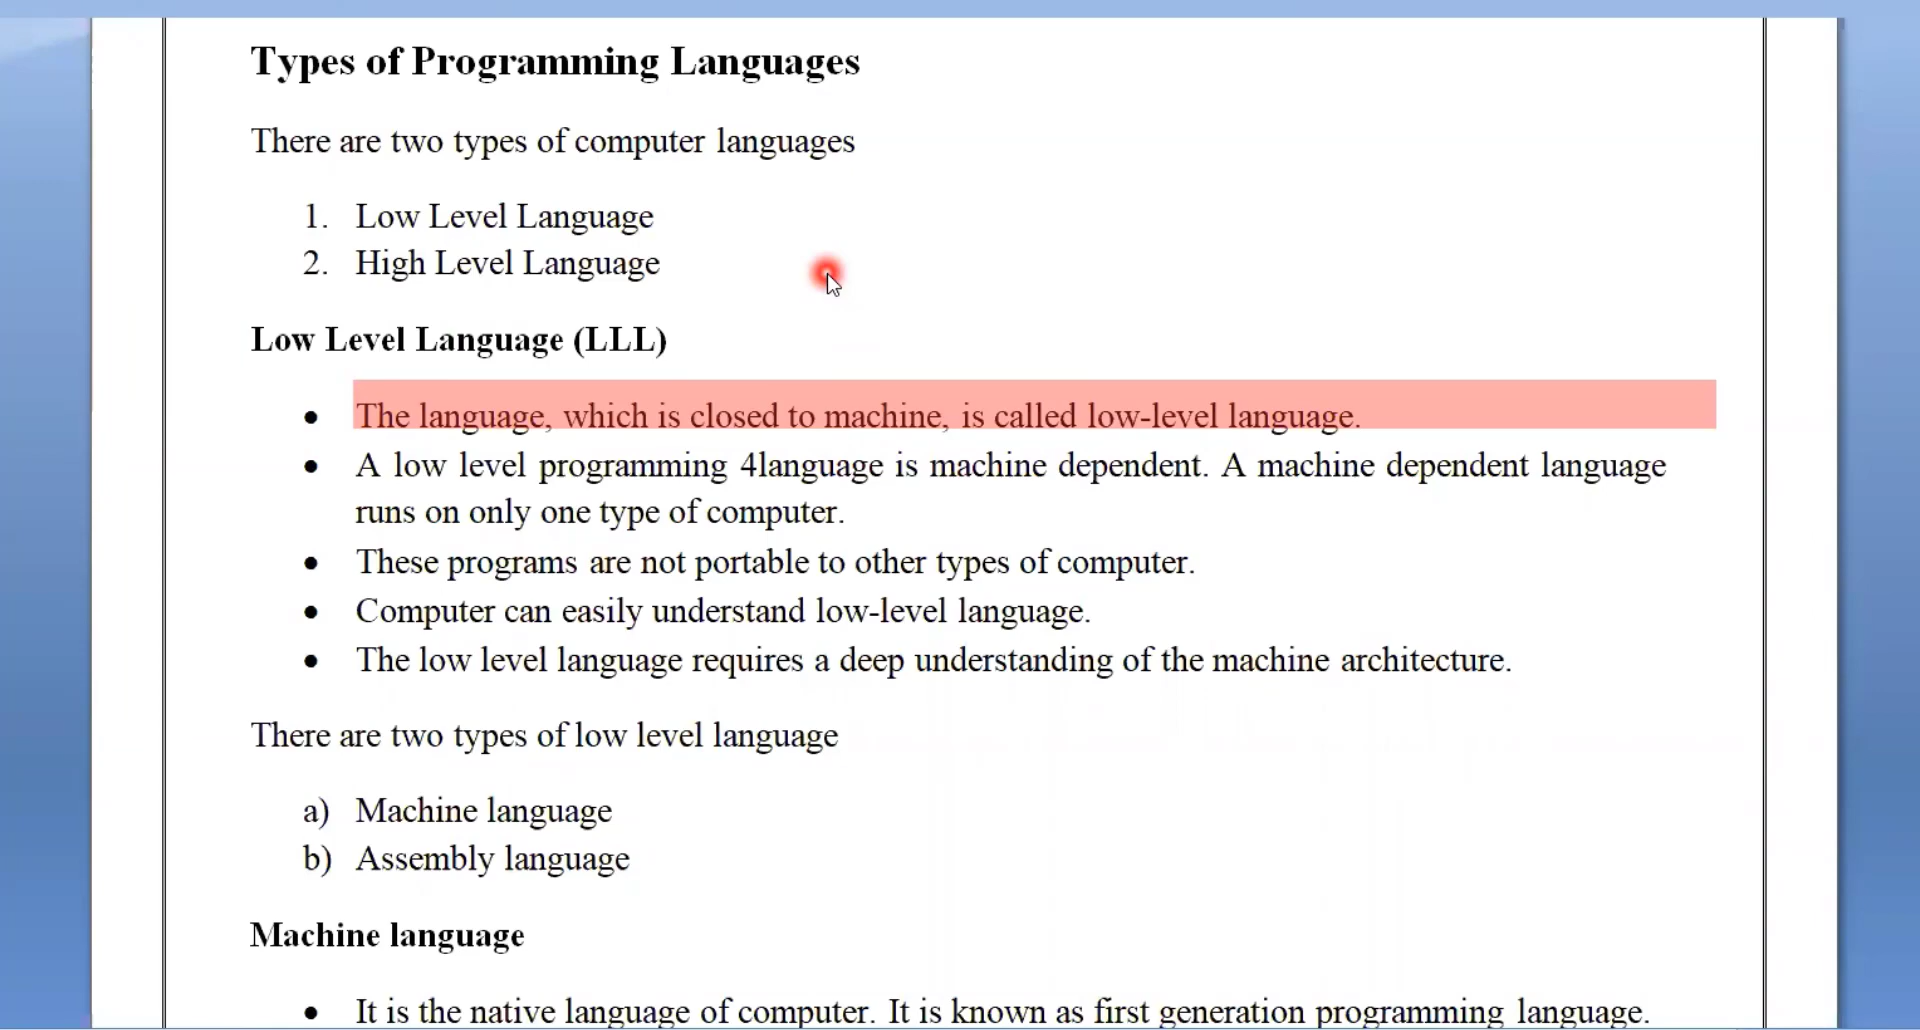 Types of Programming Languages
There are two types of computer languages
1. Low Level Language
2. High Level Language
Low Level Language (LLL)
• The language, which is closed to machine, is called low-level language.
• A low level programming 4language is machine dependent. A machine dependent language
runs on only one type of computer.
• These programs are not portable to other types of computer.
• Computer can easily understand low-level language.
• The low level language requires a deep understanding of the machine architecture.
There are two types of low level language
a) Machine language
b) Assembly language
Machine language
• It is the native language of computer. It is known as first generation programming language.